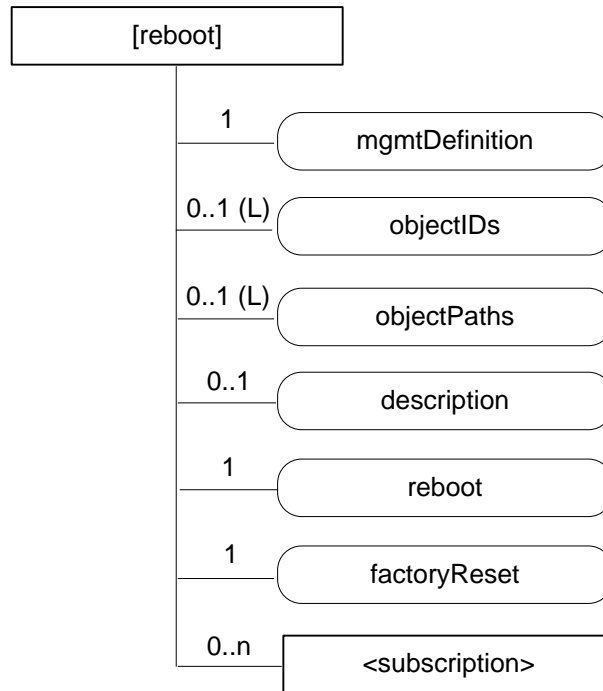 [reboot]
1
mgmtDefinition
0..1 (L)
objectIDs
0..1 (L)
objectPaths
0..1
description
1
reboot
1
factoryReset
0..n
<subscription>